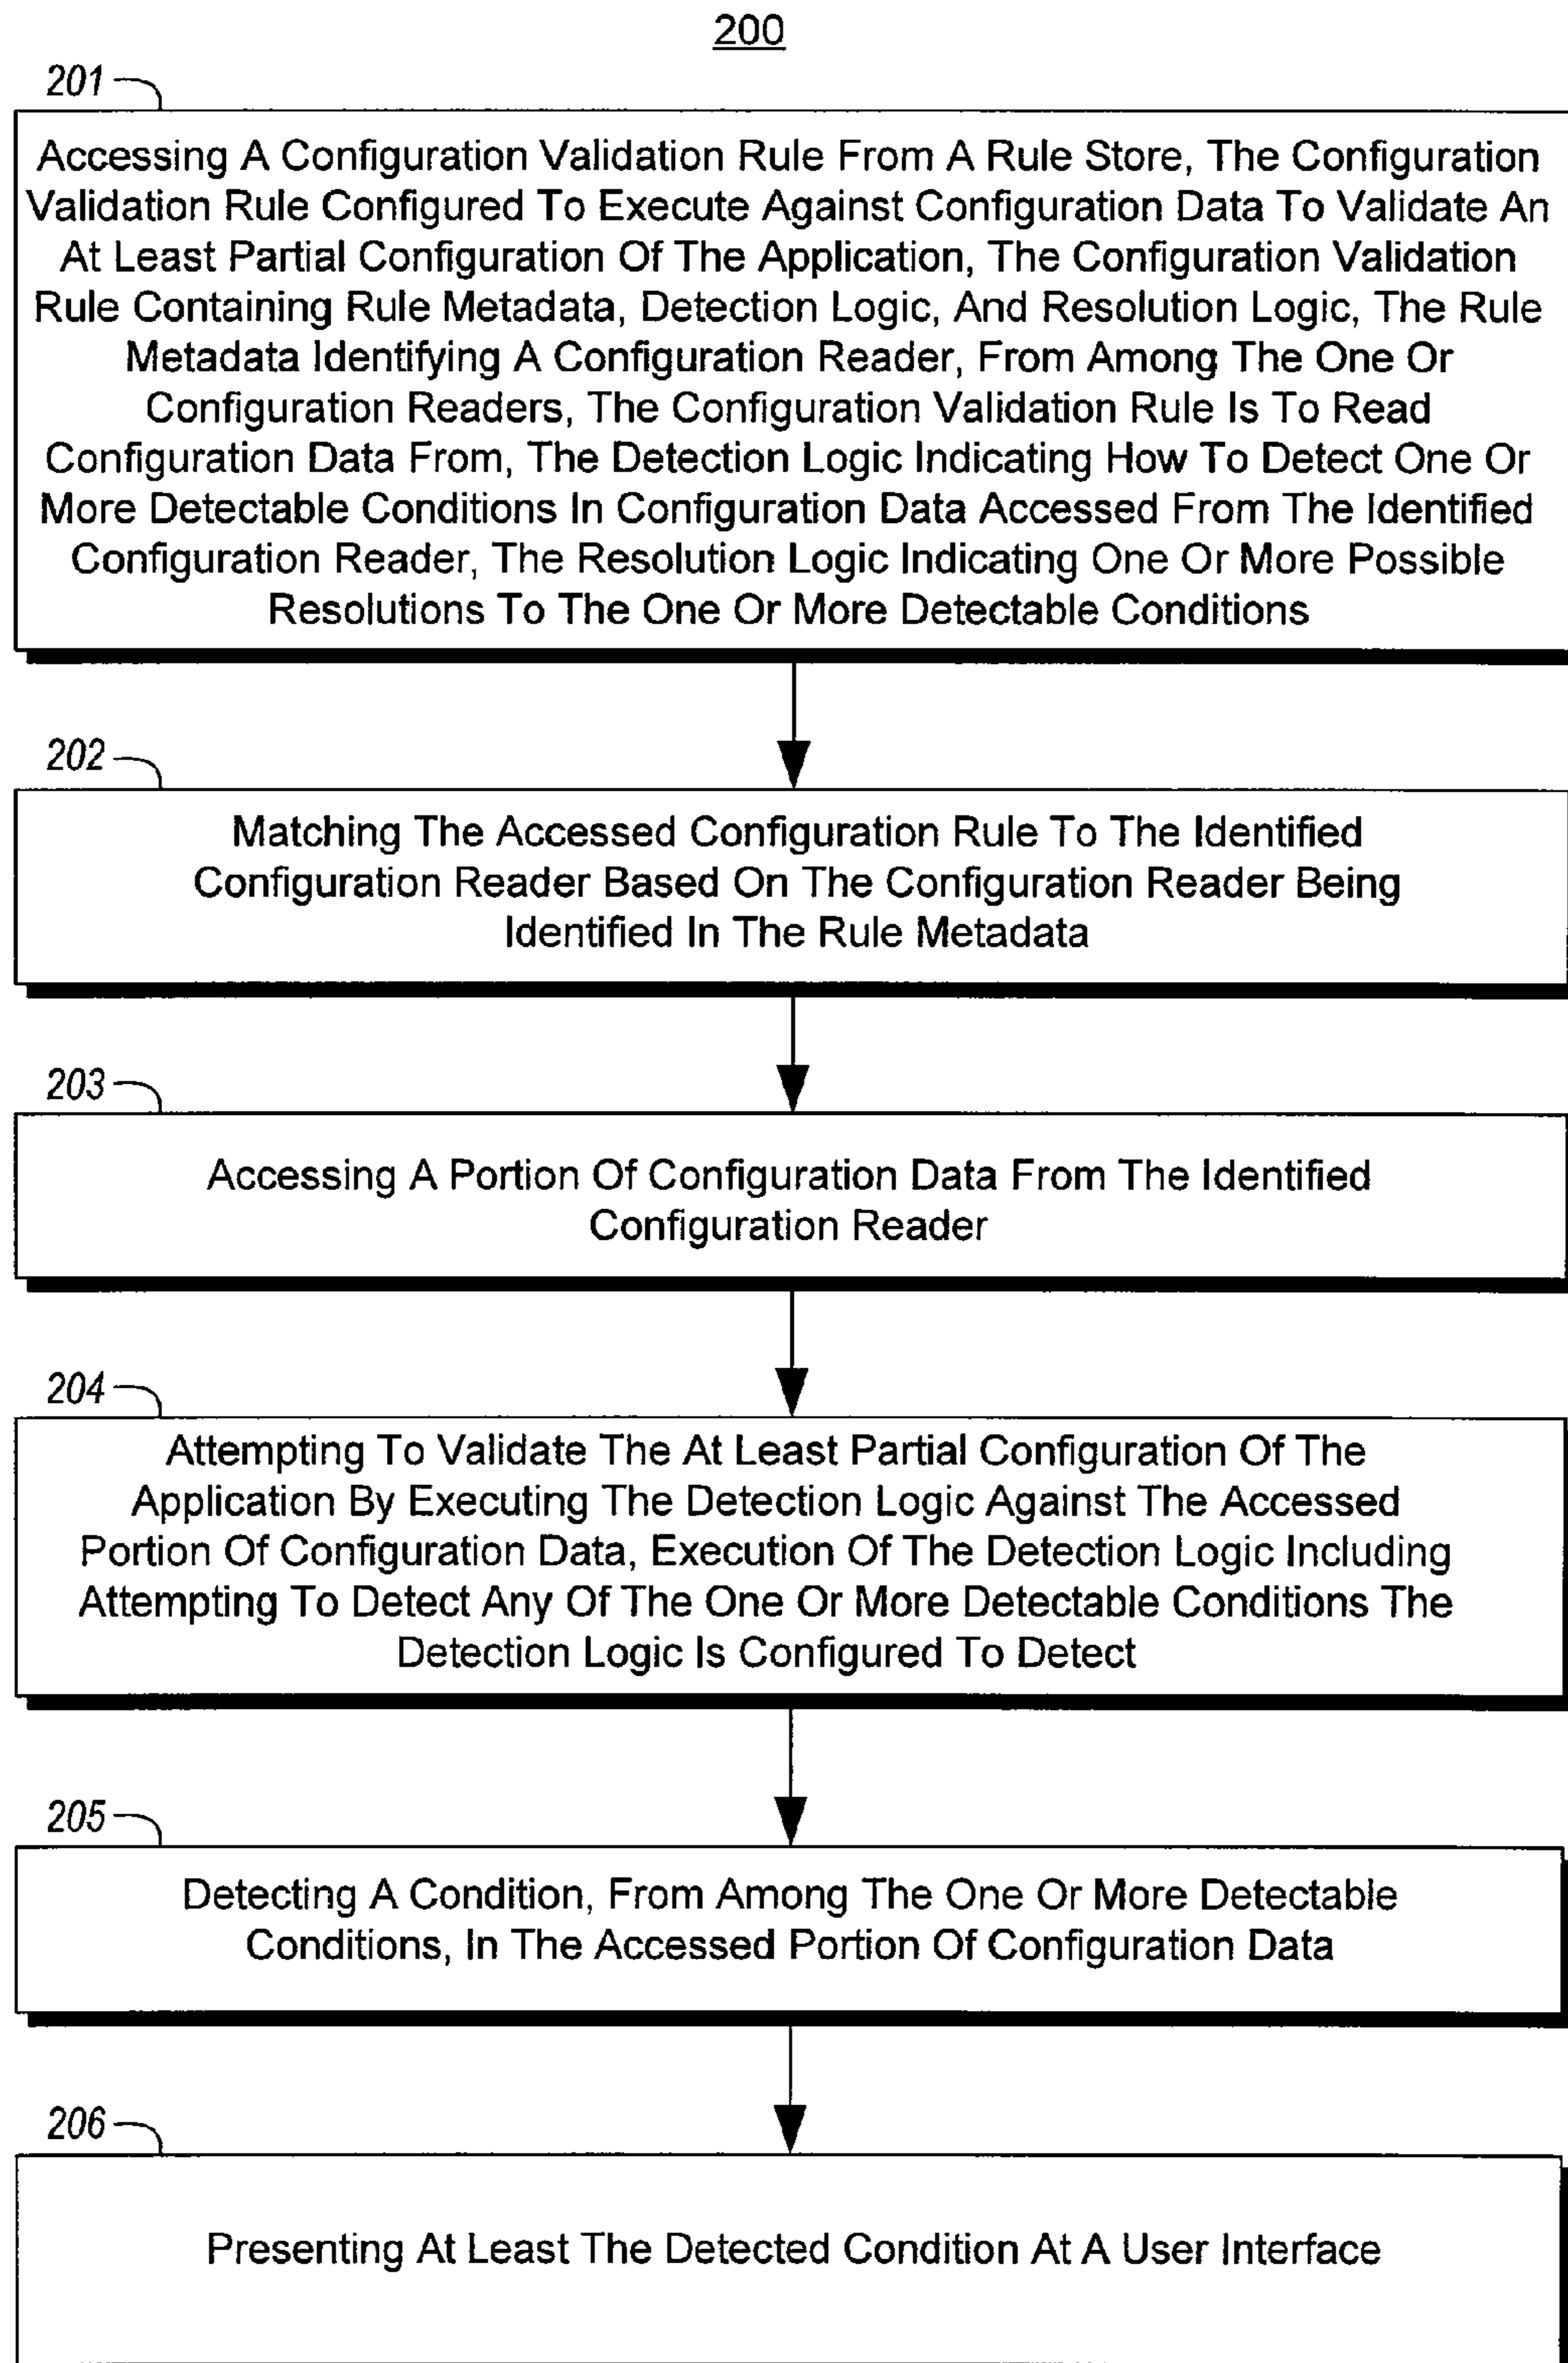 200
201
Accessing A Configuration Validation Rule From A Rule Store, The Configuration
Validation Rule Configured To Execute Against Configuration Data To Validate An
At Least Partial Configuration Of The Application, The Configuration Validation
Rule Containing Rule Metadata, Detection Logic, And Resolution Logic, The Rule
Metadata Identifying A Configuration Reader, From Among The One Or
Configuration Readers, The Configuration Validation Rule Is To Read
Configuration Data From, The Detection Logic Indicating How To Detect One Or
More Detectable Conditions In Configuration Data Accessed From The Identified
Configuration Reader, The Resolution Logic Indicating One Or More Possible
Resolutions To The One Or More Detectable Conditions
202
Matching The Accessed Configuration Rule To The Identified
Configuration Reader Based On The Configuration Reader Being
Identified In The Rule Metadata
203
Accessing A Portion Of Configuration Data From The Identified
Configuration Reader
204
Attempting To Validate The At Least Partial Configuration Of The
Application By Executing The Detection Logic Against The Accessed
Portion Of Configuration Data, Execution Of The Detection Logic Including
Attempting To Detect Any Of The One Or More Detectable Conditions The
Detection Logic Is Configured To Detect
205
Detecting A Condition, From Among The One Or More Detectable
Conditions, In The Accessed Portion Of Configuration Data
206
Presenting At Least The Detected Condition At A User Interface